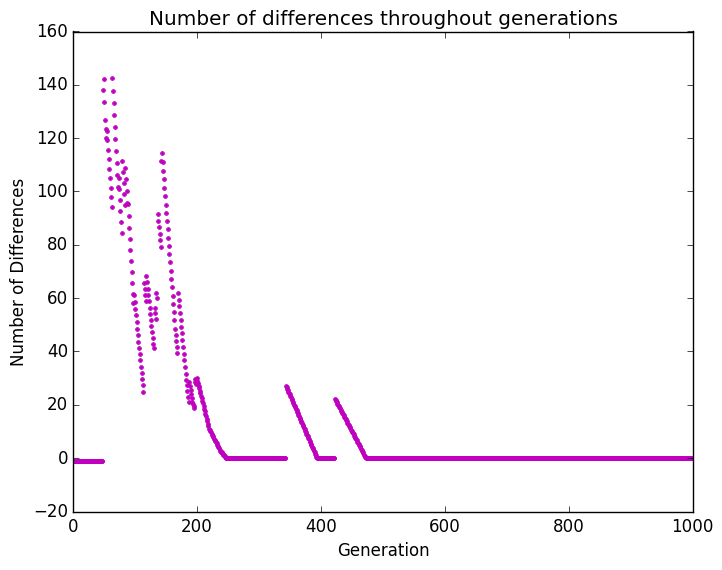 Number of differences throughout generations
160
140
120
100
80
60
40
20
0
−20
Number of Differences
0 200 400 600 800 1000
Generation